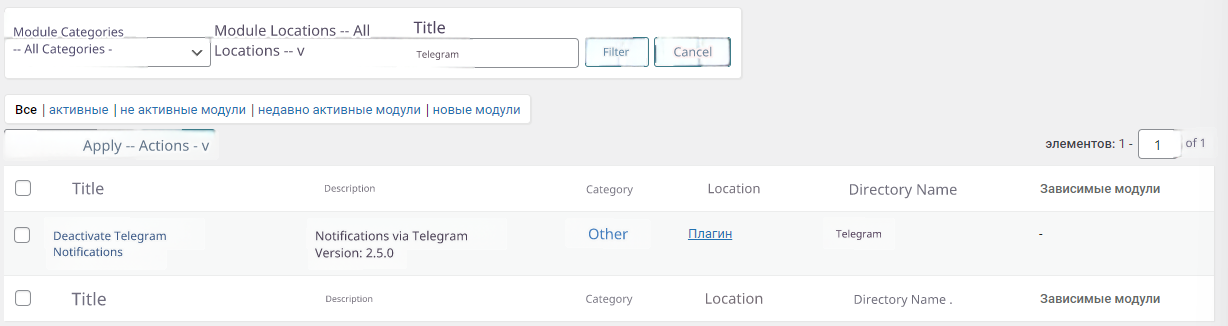 Module Categories
-- All Categories -
Module Locations -- All
Locations -- v
Title
Telegram
Filter
Cancel
Все | активные | не активные модули | недавно активные модули | новые модули
Apply -- Actions - v
элементов: 1 - 1 of 1
Title Description Category Location Directory Name Зависимые модули
Deactivate Telegram
Notifications
Notifications via Telegram
Version: 2.5.0
Other
Плагин
Telegram
-
Title Description Category Location Directory Name . Зависимые модули